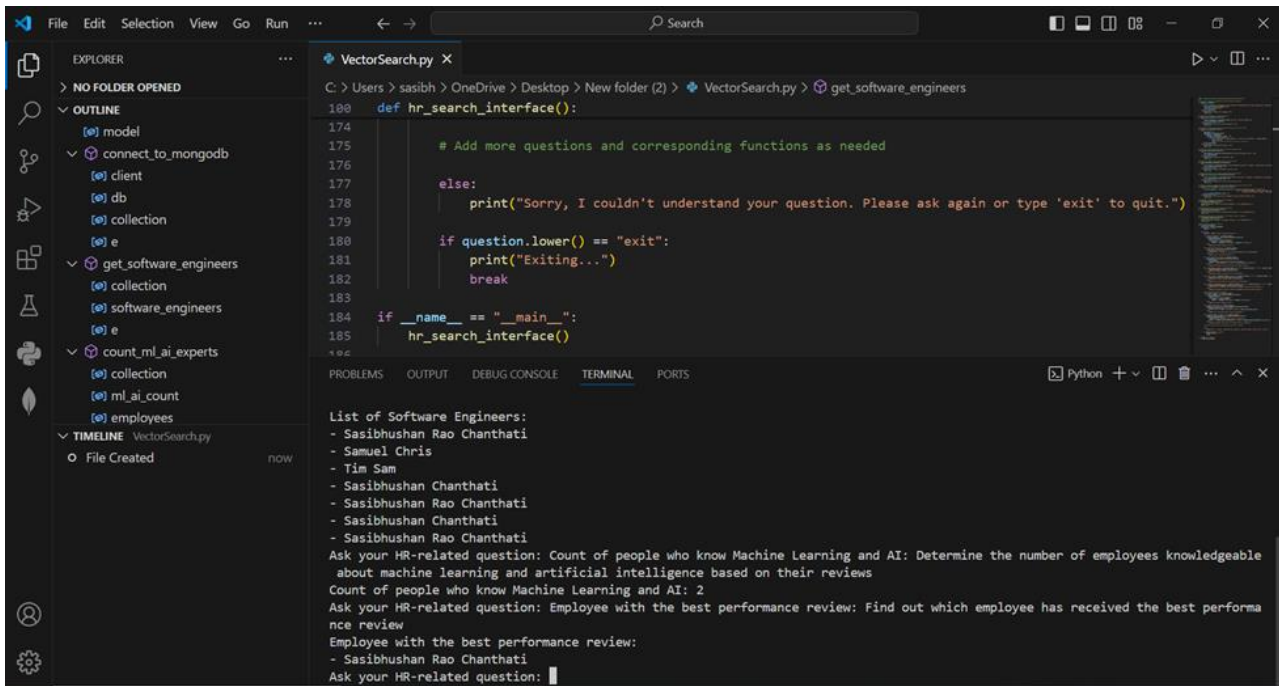 File Edit Selection View Go Run ... Search
EXPLORER ...
NO FOLDER OPENED
OUTLINE
model
connect_to_mongodb
client
db
collection
e
get_software_engineers
collection
software_engineers
e
count_ml_ai_experts
collection
ml_ai_count
employees
TIMELINE VectorSearch.py
File Created now
VectorSearch.py
C: > Users > sasibh > OneDrive > Desktop > New folder (2) > VectorSearch.py > get_software_engineers
100 def hr_search_interface():
174
175 # Add more questions and corresponding functions as needed
176
177 else:
178 print("Sorry, I couldn't understand your question. Please ask again or type 'exit' to quit.")
179
180 if question.lower() == "exit":
181 print("Exiting...")
182 break
183
184 if __name__ == "__main__":
185 hr_search_interface()
186
PROBLEMS OUTPUT DEBUG CONSOLE TERMINAL PORTS Python
List of Software Engineers:
- Sasibhushan Rao Chanthati
- Samuel Chris
- Tim Sam
- Sasibhushan Chanthati
- Sasibhushan Rao Chanthati
- Sasibhushan Chanthati
- Sasibhushan Rao Chanthati
Ask your HR-related question: Count of people who know Machine Learning and AI: Determine the number of employees knowledgeable
about machine learning and artificial intelligence based on their reviews
Count of people who know Machine Learning and AI: 2
Ask your HR-related question: Employee with the best performance review: Find out which employee has received the best performa
nce review
Employee with the best performance review:
- Sasibhushan Rao Chanthati
Ask your HR-related question: